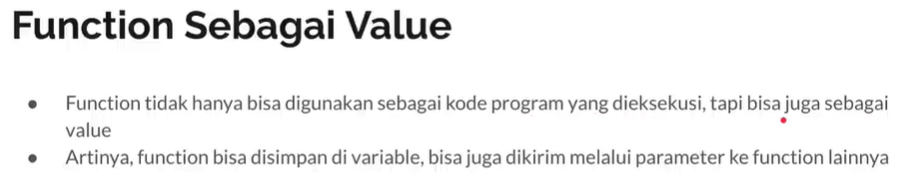 Function Sebagai Value
● Function tidak hanya bisa digunakan sebagai kode program yang dieksekusi, tapi bisa juga sebagai
value
● Artinya, function bisa disimpan di variable, bisa juga dikirim melalui parameter ke function lainnya